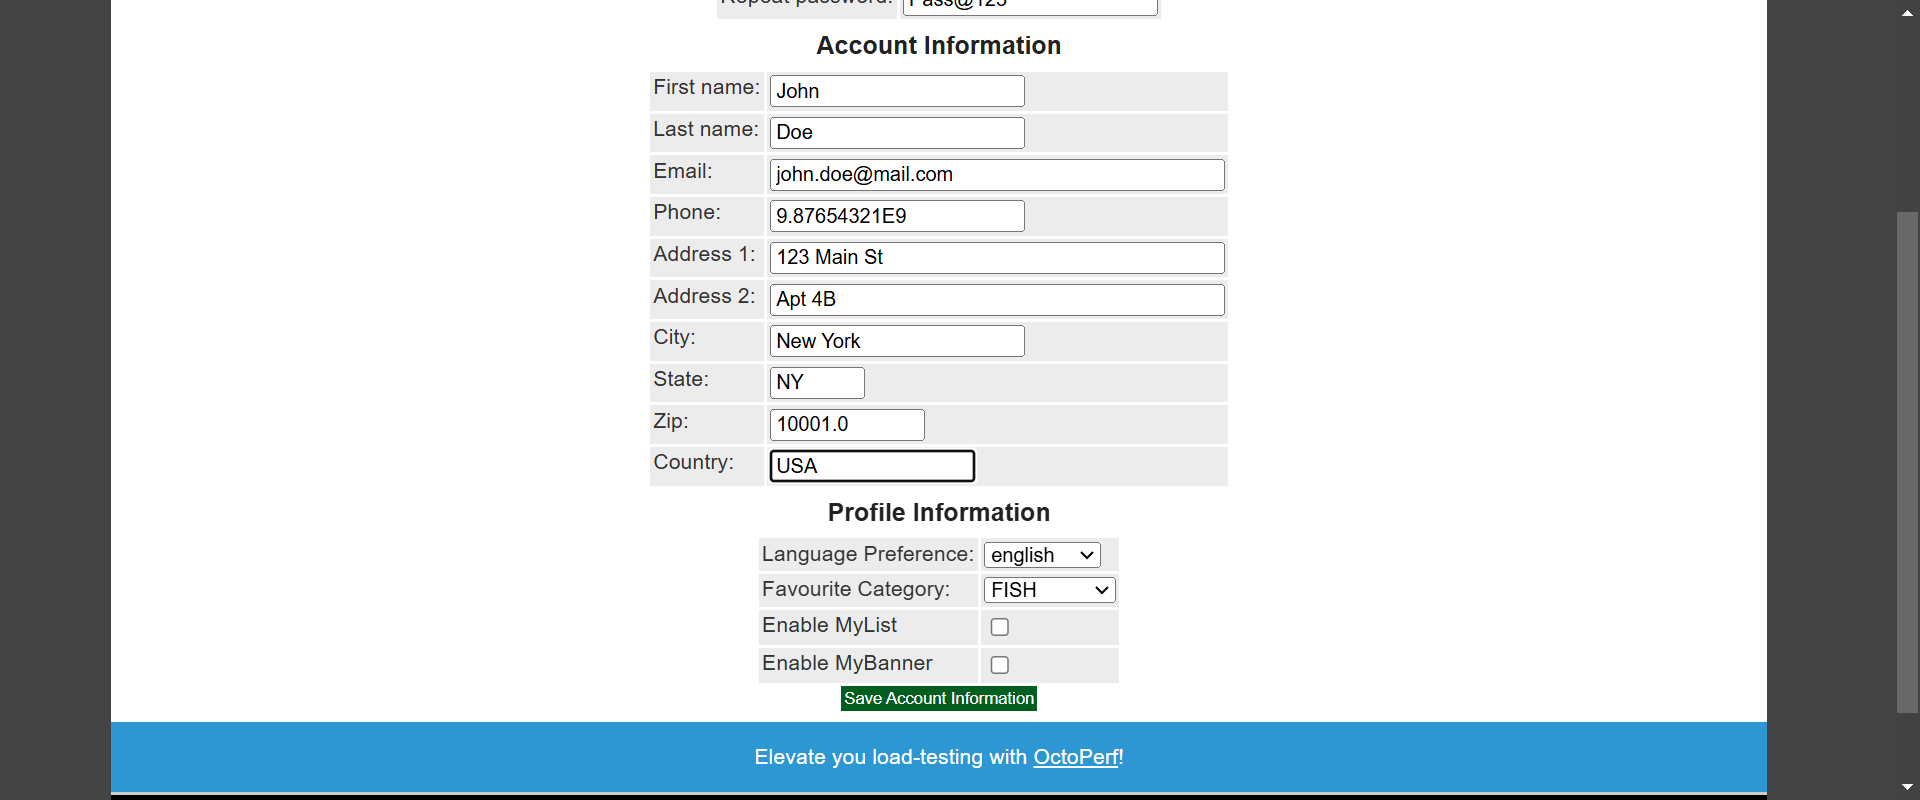 Repeat password: Pass@123
Account Information
First name: John
Last name: Doe
Email: john.doe@mail.com
Phone: 9.87654321E9
Address 1: 123 Main St
Address 2: Apt 4B
City: New York
State: NY
Zip: 10001.0
Country: USA
Profile Information
Language Preference: english
Favourite Category: FISH
Enable MyList
Enable MyBanner
Save Account Information
Elevate you load-testing with OctoPerf!